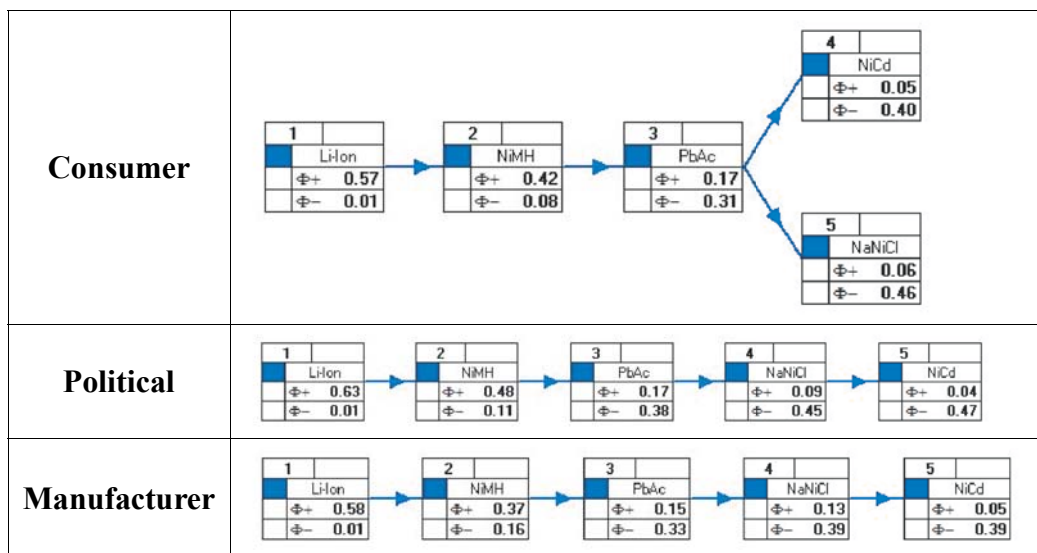 Consumer
1
Li-Ion
Φ+ 0.57
Φ− 0.01
2
NiMH
Φ+ 0.42
Φ− 0.08
3
PbAc
Φ+ 0.17
Φ− 0.31
4
NiCd
Φ+ 0.05
Φ− 0.40
5
NaNiCl
Φ+ 0.06
Φ− 0.46
Political
1
Li-Ion
Φ+ 0.63
Φ− 0.01
2
NiMH
Φ+ 0.48
Φ− 0.11
3
PbAc
Φ+ 0.17
Φ− 0.38
4
NaNiCl
Φ+ 0.09
Φ− 0.45
5
NiCd
Φ+ 0.04
Φ− 0.47
Manufacturer
1
Li-Ion
Φ+ 0.58
Φ− 0.01
2
NiMH
Φ+ 0.37
Φ− 0.16
3
PbAc
Φ+ 0.15
Φ− 0.33
4
NaNiCl
Φ+ 0.13
Φ− 0.39
5
NiCd
Φ+ 0.05
Φ− 0.39